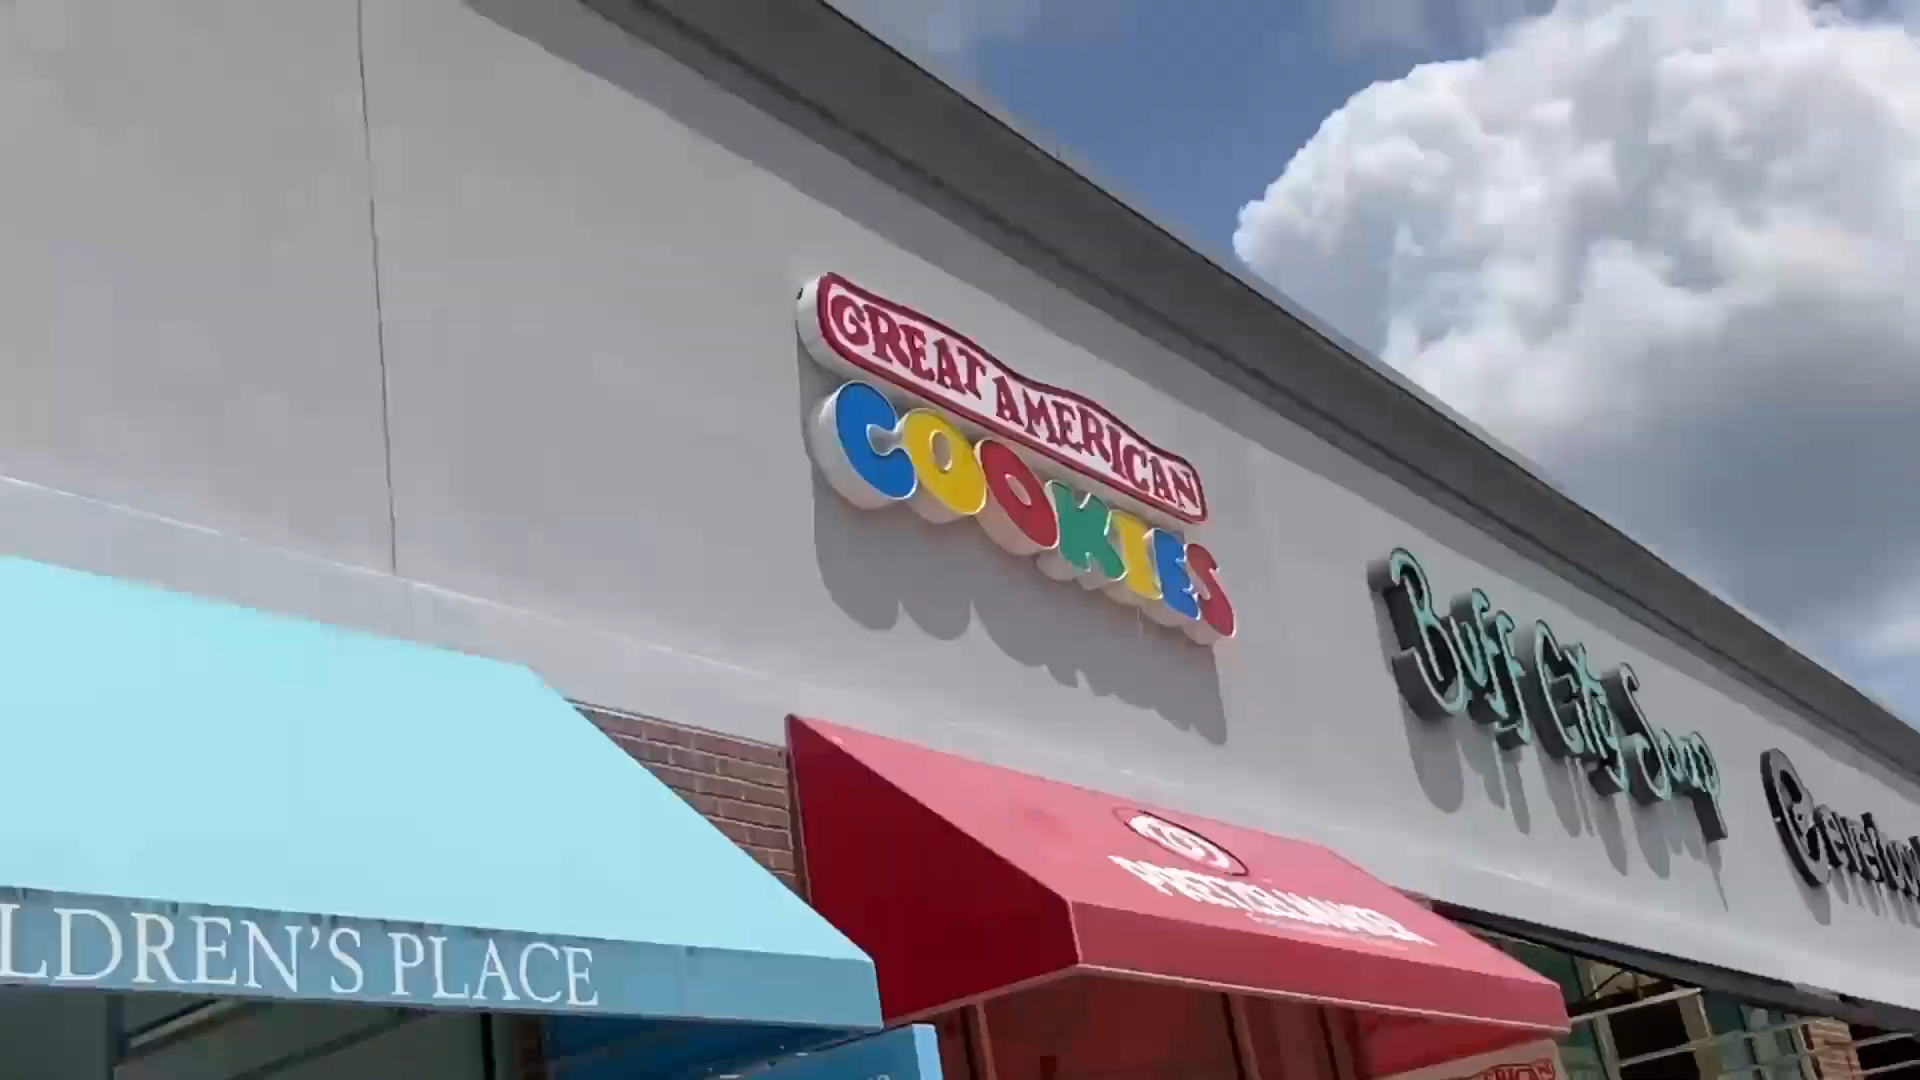 GREAT AMERICAN
COOKIES
Buff City Soap
LDREN'S PLACE
PRETZELMAKER